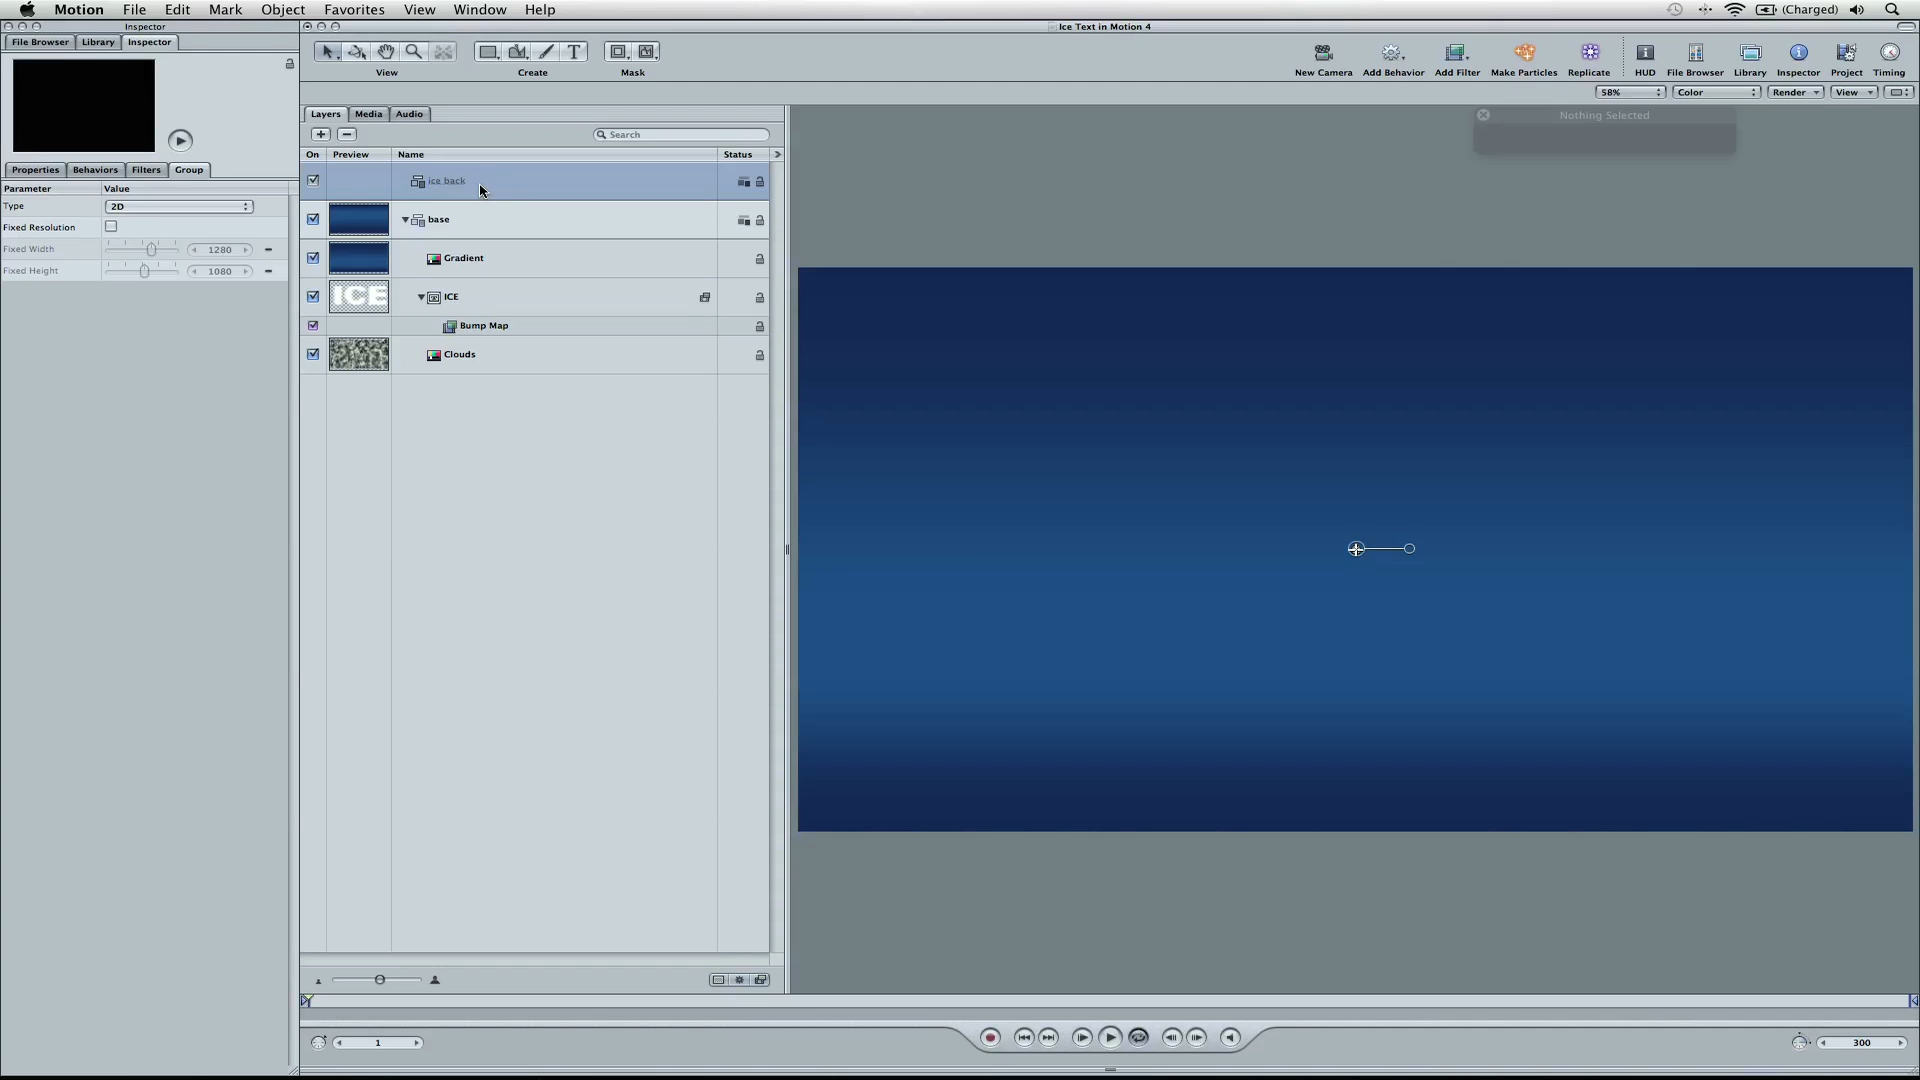 Motion File Edit Mark Object Favorites View Window Help (Charged)
Inspector
Ice Text in Motion 4
File Browser Library Inspector
View Create Mask
New Camera Add Behavior Add Filter Make Particles Replicate HUD File Browser Library Inspector Project Timing
58% Color Render View
Layers Media Audio
Nothing Selected
Search
On Preview Name Status
Properties Behaviors Filters Group
Parameter Value
Type 2D
Fixed Resolution
Fixed Width 1280
Fixed Height 1080
ice back
base
Gradient
ICE
ICE
Bump Map
Clouds
1
300